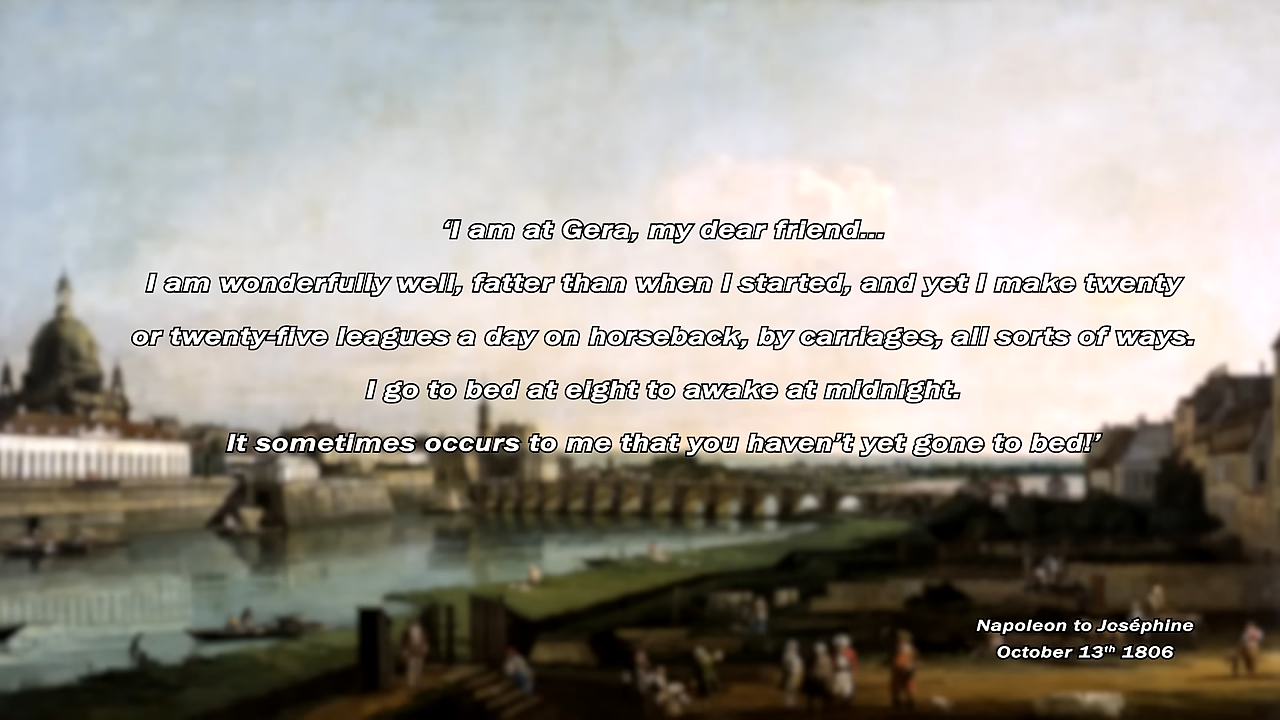 ‘I am at Gera, my dear friend...
I am wonderfully well, fatter than when I started, and yet I make twenty
or twenty-five leagues a day on horseback, by carriages, all sorts of ways.
I go to bed at eight to awake at midnight.
It sometimes occurs to me that you haven’t yet gone to bed!’
Napoleon to Joséphine
October 13th 1806